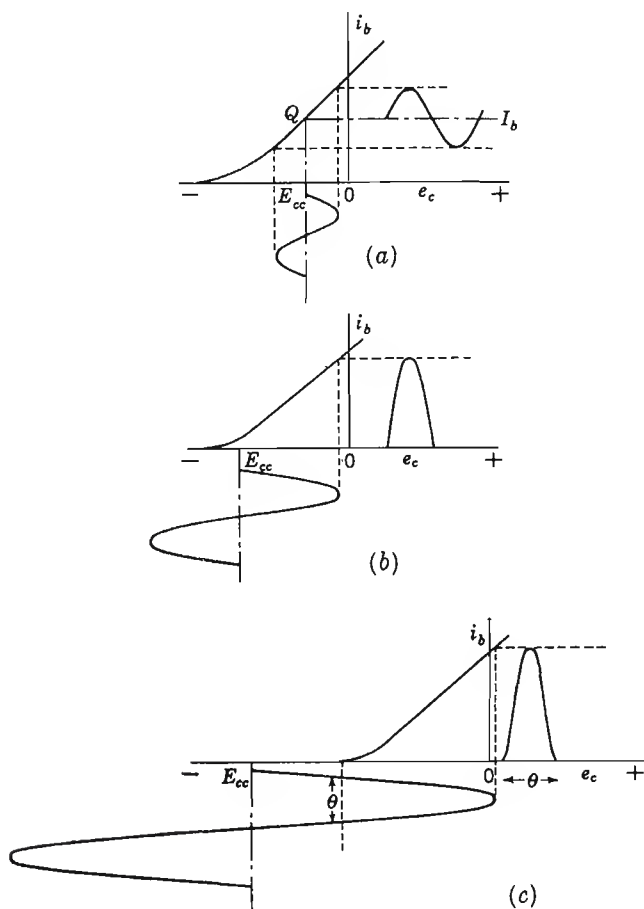 i_b
Q
I_b
− E_cc 0 e_c +
(a)
i_b
− E_cc 0 e_c +
(b)
i_b
− E_cc 0 θ e_c +
θ
(c)